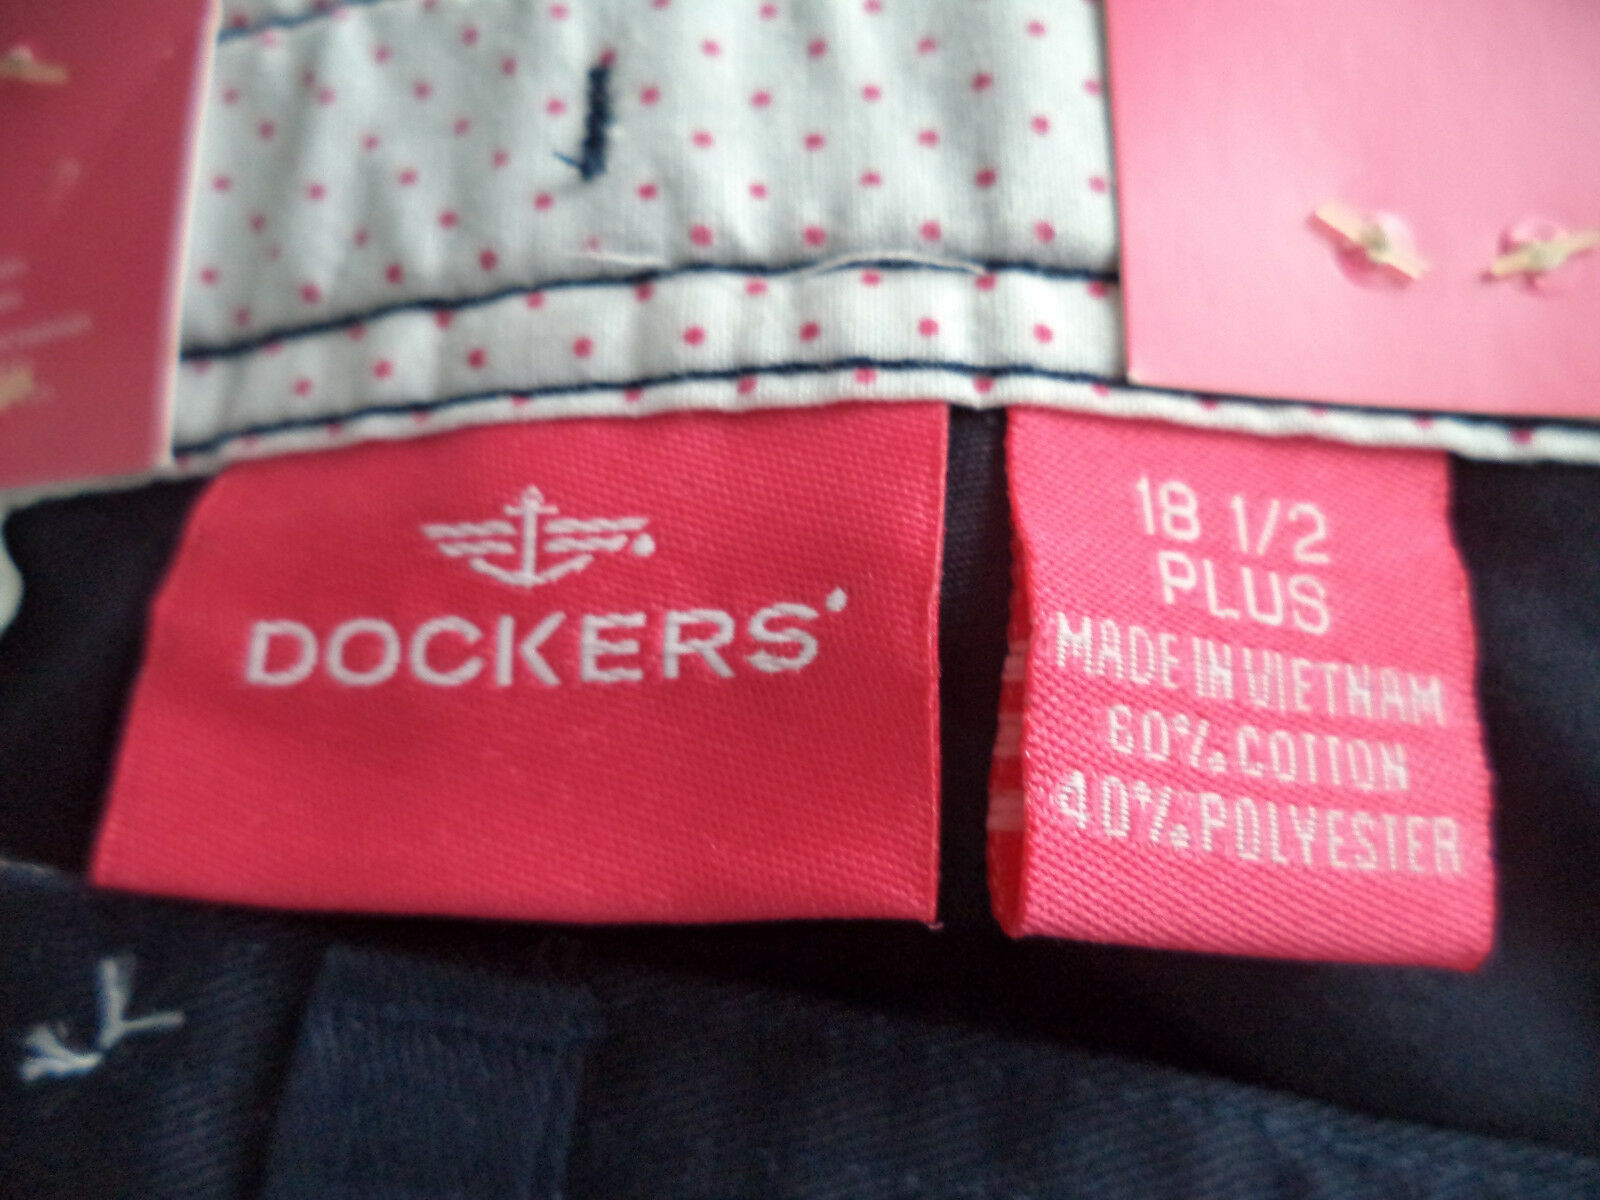 DOCKERS
18 1/2
PLUS
MADE IN VIETNAM
60% COTTON
40% POLYESTER